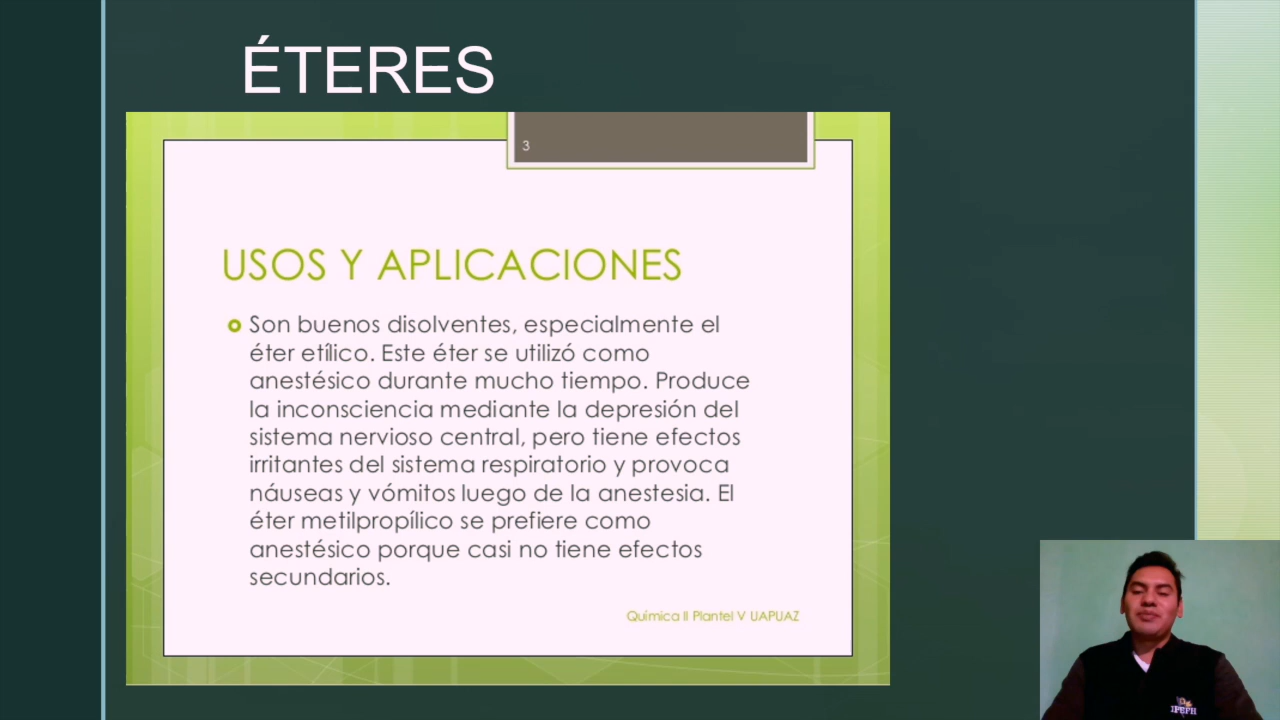 ÉTERES
3
USOS Y APLICACIONES
Son buenos disolventes, especialmente el
éter etílico. Este éter se utilizó como
anestésico durante mucho tiempo. Produce
la inconsciencia mediante la depresión del
sistema nervioso central, pero tiene efectos
irritantes del sistema respiratorio y provoca
náuseas y vómitos luego de la anestesia. El
éter metilpropílico se prefiere como
anestésico porque casi no tiene efectos
secundarios.
Química II Plantel V UAPUAZ